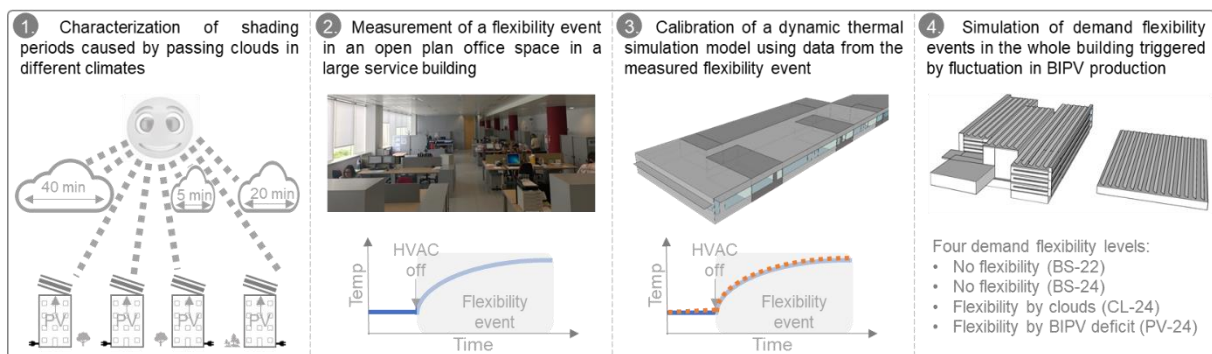 1. Characterization of shading
periods caused by passing clouds in
different climates
40 min
5 min
20 min
PV
PV
PV
PV
2. Measurement of a flexibility event
in an open plan office space in a
large service building
Temp
HVAC
off
Flexibility
event
Time
3. Calibration of a dynamic thermal
simulation model using data from the
measured flexibility event
Temp
HVAC
off
Flexibility
event
Time
4. Simulation of demand flexibility
events in the whole building triggered
by fluctuation in BIPV production
Four demand flexibility levels:
• No flexibility (BS-22)
• No flexibility (BS-24)
• Flexibility by clouds (CL-24)
• Flexibility by BIPV deficit (PV-24)